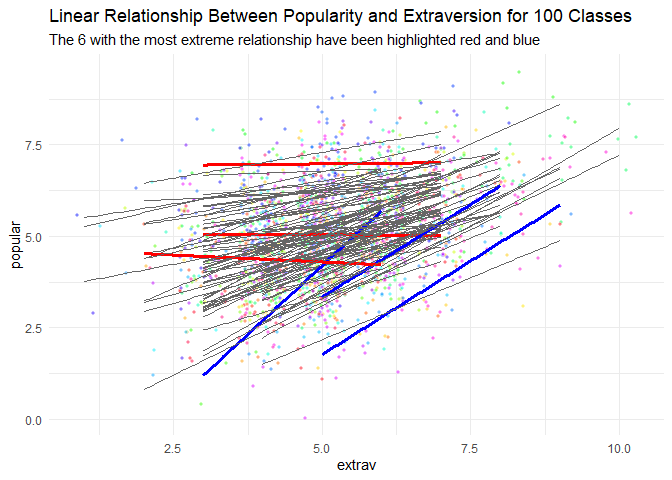 Linear Relationship Between Popularity and Extraversion for 100 Classes
The 6 with the most extreme relationship have been highlighted red and blue
popular
7.5
5.0
2.5
0.0
2.5 5.0 7.5 10.0
extrav